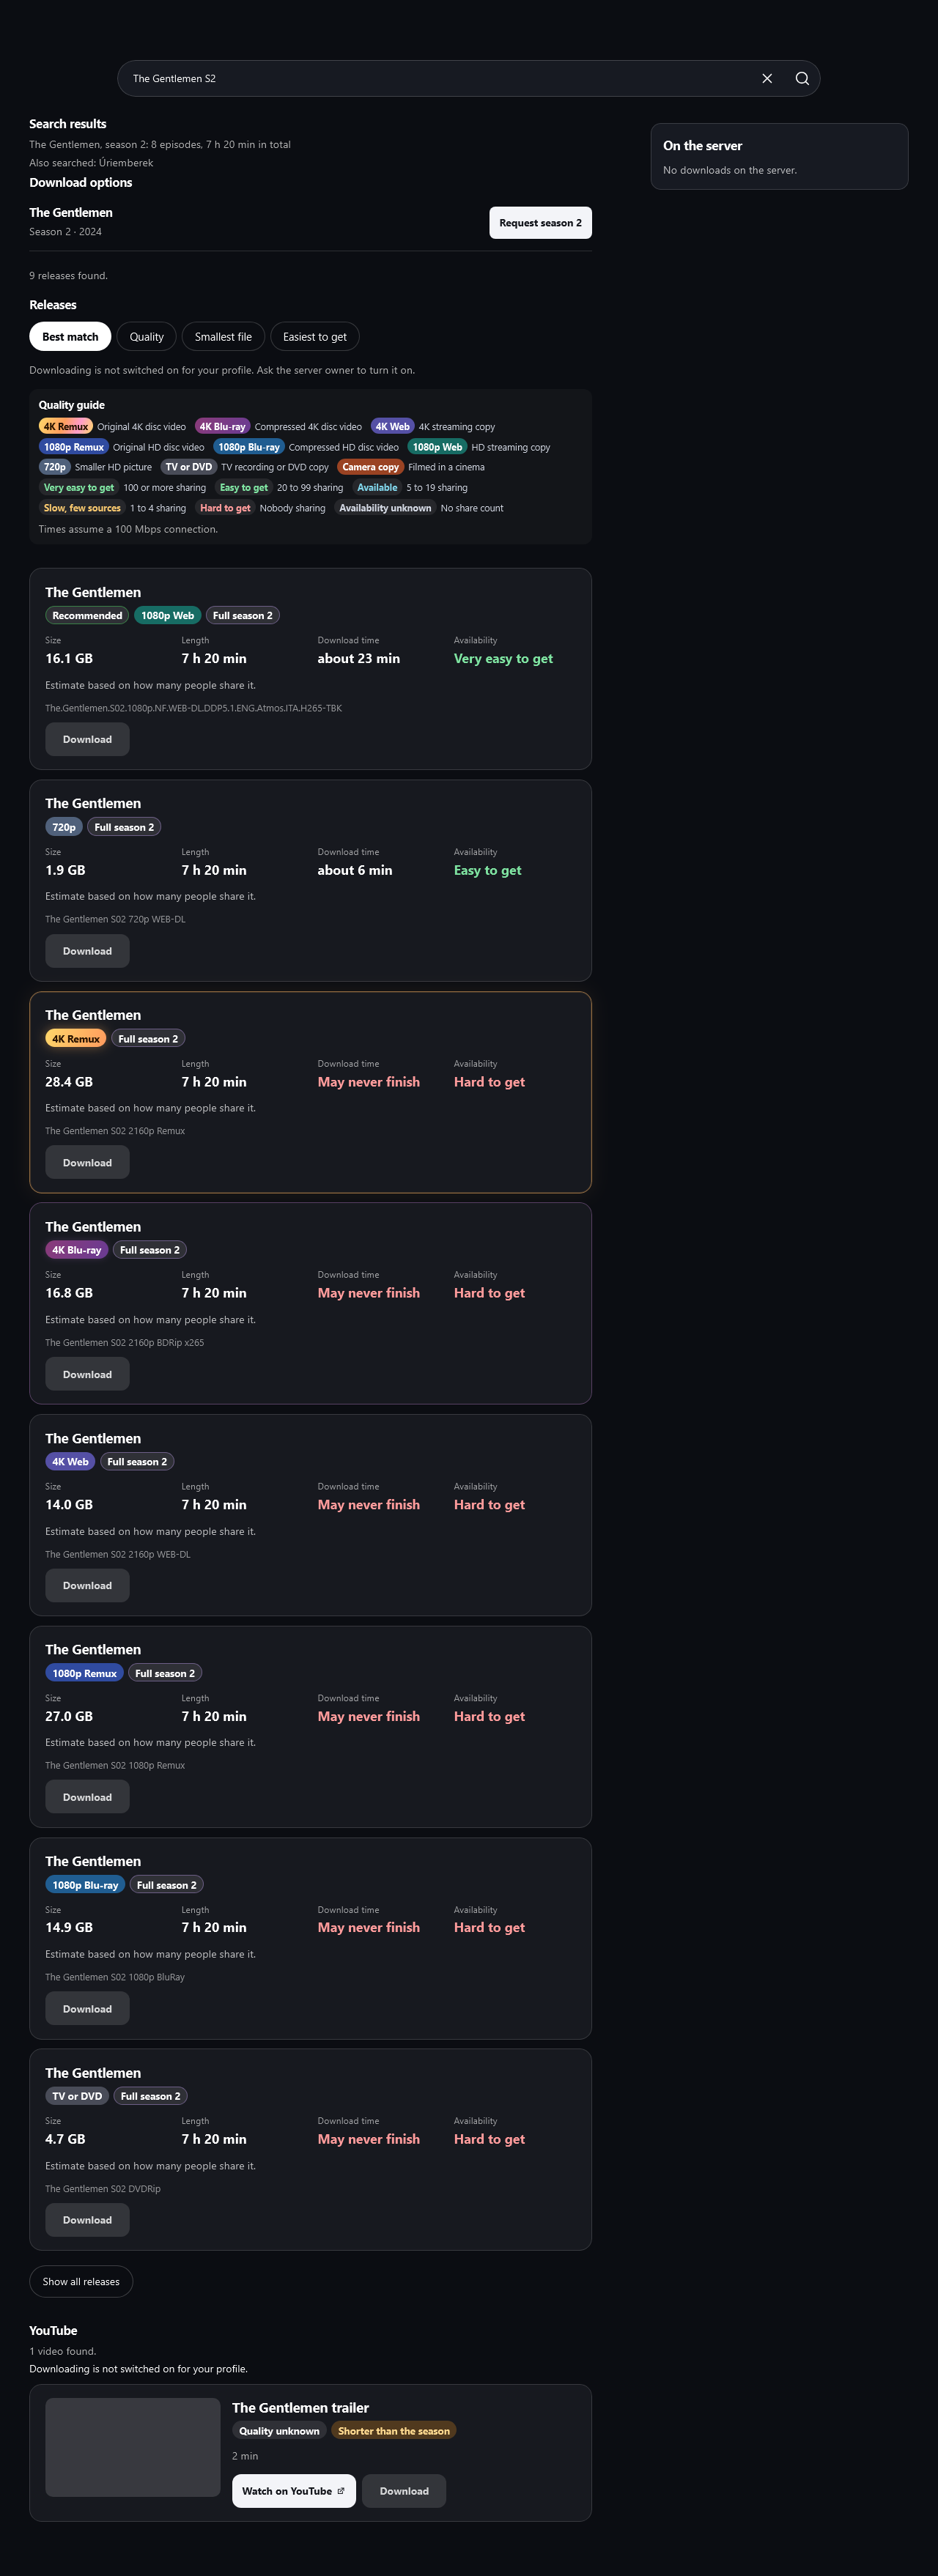 The Gentlemen S2
Search results
The Gentlemen, season 2: 8 episodes, 7 h 20 min in total
Also searched: Úriemberek
Download options
The Gentlemen
Season 2 · 2024
Request season 2
On the server
No downloads on the server.
9 releases found.
Releases
Best match Quality Smallest file Easiest to get
Downloading is not switched on for your profile. Ask the server owner to turn it on.
Quality guide
4K Remux Original 4K disc video 4K Blu-ray Compressed 4K disc video 4K Web 4K streaming copy
1080p Remux Original HD disc video 1080p Blu-ray Compressed HD disc video 1080p Web HD streaming copy
720p Smaller HD picture TV or DVD TV recording or DVD copy Camera copy Filmed in a cinema
Very easy to get 100 or more sharing Easy to get 20 to 99 sharing Available 5 to 19 sharing
Slow, few sources 1 to 4 sharing Hard to get Nobody sharing Availability unknown No share count
Times assume a 100 Mbps connection.
The Gentlemen
Recommended 1080p Web Full season 2
Size Length Download time Availability
16.1 GB 7 h 20 min about 23 min Very easy to get
Estimate based on how many people share it.
The.Gentlemen.S02.1080p.NF.WEB-DL.DDP5.1.ENG.Atmos.ITA.H265-TBK
Download
The Gentlemen
720p Full season 2
Size Length Download time Availability
1.9 GB 7 h 20 min about 6 min Easy to get
Estimate based on how many people share it.
The Gentlemen S02 720p WEB-DL
Download
The Gentlemen
4K Remux Full season 2
Size Length Download time Availability
28.4 GB 7 h 20 min May never finish Hard to get
Estimate based on how many people share it.
The Gentlemen S02 2160p Remux
Download
The Gentlemen
4K Blu-ray Full season 2
Size Length Download time Availability
16.8 GB 7 h 20 min May never finish Hard to get
Estimate based on how many people share it.
The Gentlemen S02 2160p BDRip x265
Download
The Gentlemen
4K Web Full season 2
Size Length Download time Availability
14.0 GB 7 h 20 min May never finish Hard to get
Estimate based on how many people share it.
The Gentlemen S02 2160p WEB-DL
Download
The Gentlemen
1080p Remux Full season 2
Size Length Download time Availability
27.0 GB 7 h 20 min May never finish Hard to get
Estimate based on how many people share it.
The Gentlemen S02 1080p Remux
Download
The Gentlemen
1080p Blu-ray Full season 2
Size Length Download time Availability
14.9 GB 7 h 20 min May never finish Hard to get
Estimate based on how many people share it.
The Gentlemen S02 1080p BluRay
Download
The Gentlemen
TV or DVD Full season 2
Size Length Download time Availability
4.7 GB 7 h 20 min May never finish Hard to get
Estimate based on how many people share it.
The Gentlemen S02 DVDRip
Download
Show all releases
YouTube
1 video found.
Downloading is not switched on for your profile.
The Gentlemen trailer
Quality unknown Shorter than the season
2 min
Watch on YouTube Download